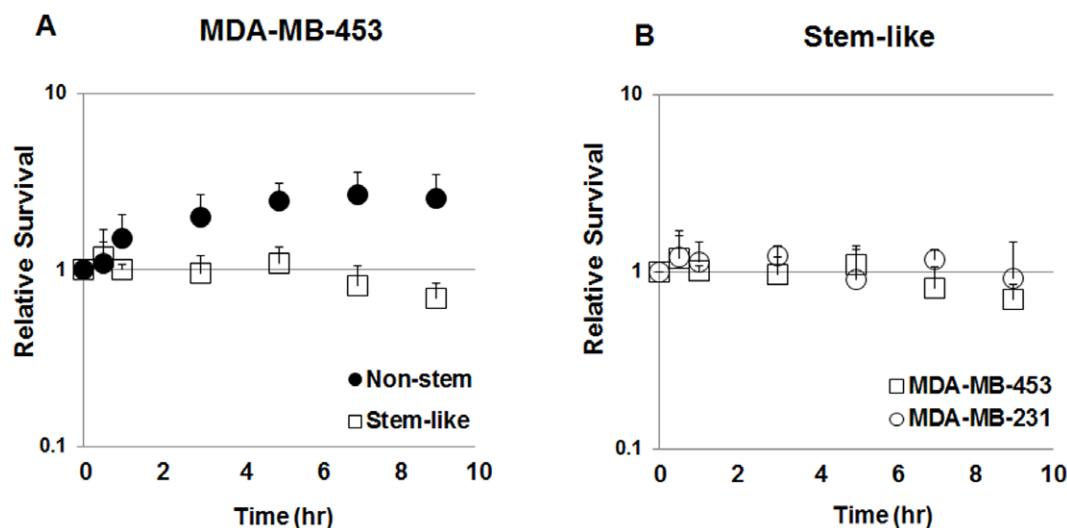 A
MDA-MB-453
10
1
0.1
Relative Survival
Non-stem
Stem-like
0 2 4 6 8 10
Time (hr)
B
Stem-like
10
1
0.1
Relative Survival
MDA-MB-453
MDA-MB-231
0 2 4 6 8 10
Time (hr)